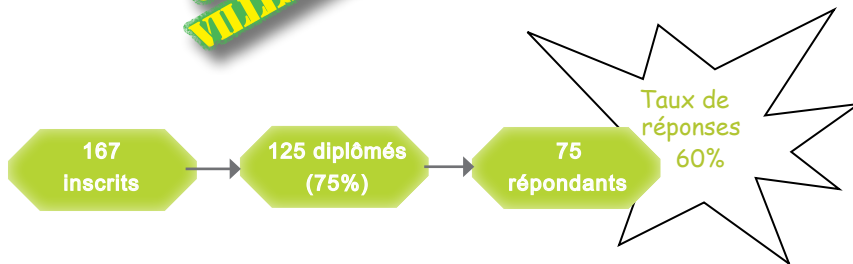 167
inscrits
125 diplômés
(75%)
75
répondants
Taux de
réponses
60%